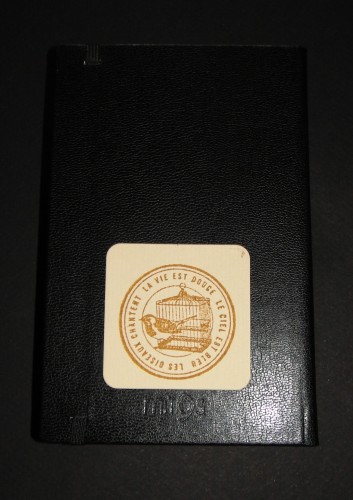 LA VIE EST DOUCE LE CIEL EST BLEU LES OISEAUX CHANTENT